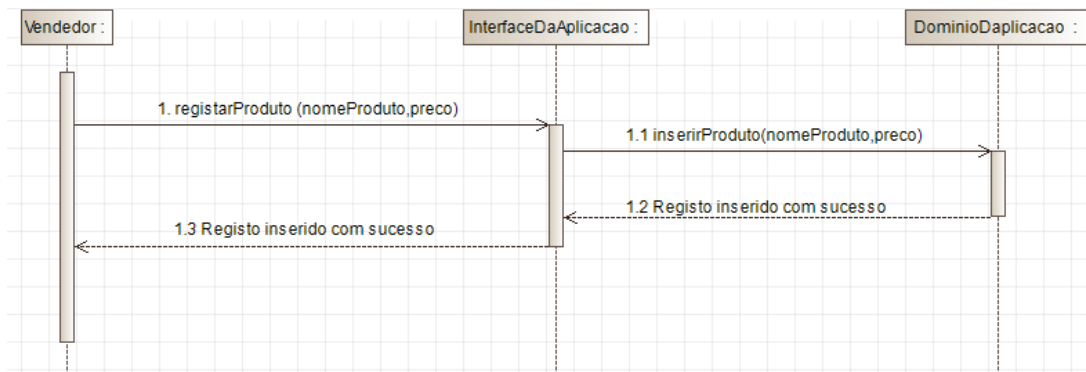 Vendedor :
InterfaceDaAplicacao :
DominioDaplicacao :
1. registarProduto (nomeProduto,preco)
1.1 inserirProduto(nomeProduto,preco)
1.2 Registo inserido com sucesso
1.3 Registo inserido com sucesso